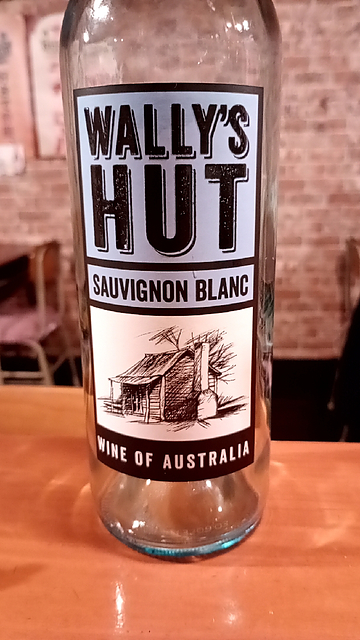 WALLY'S
HUT
SAUVIGNON BLANC
WINE OF AUSTRALIA